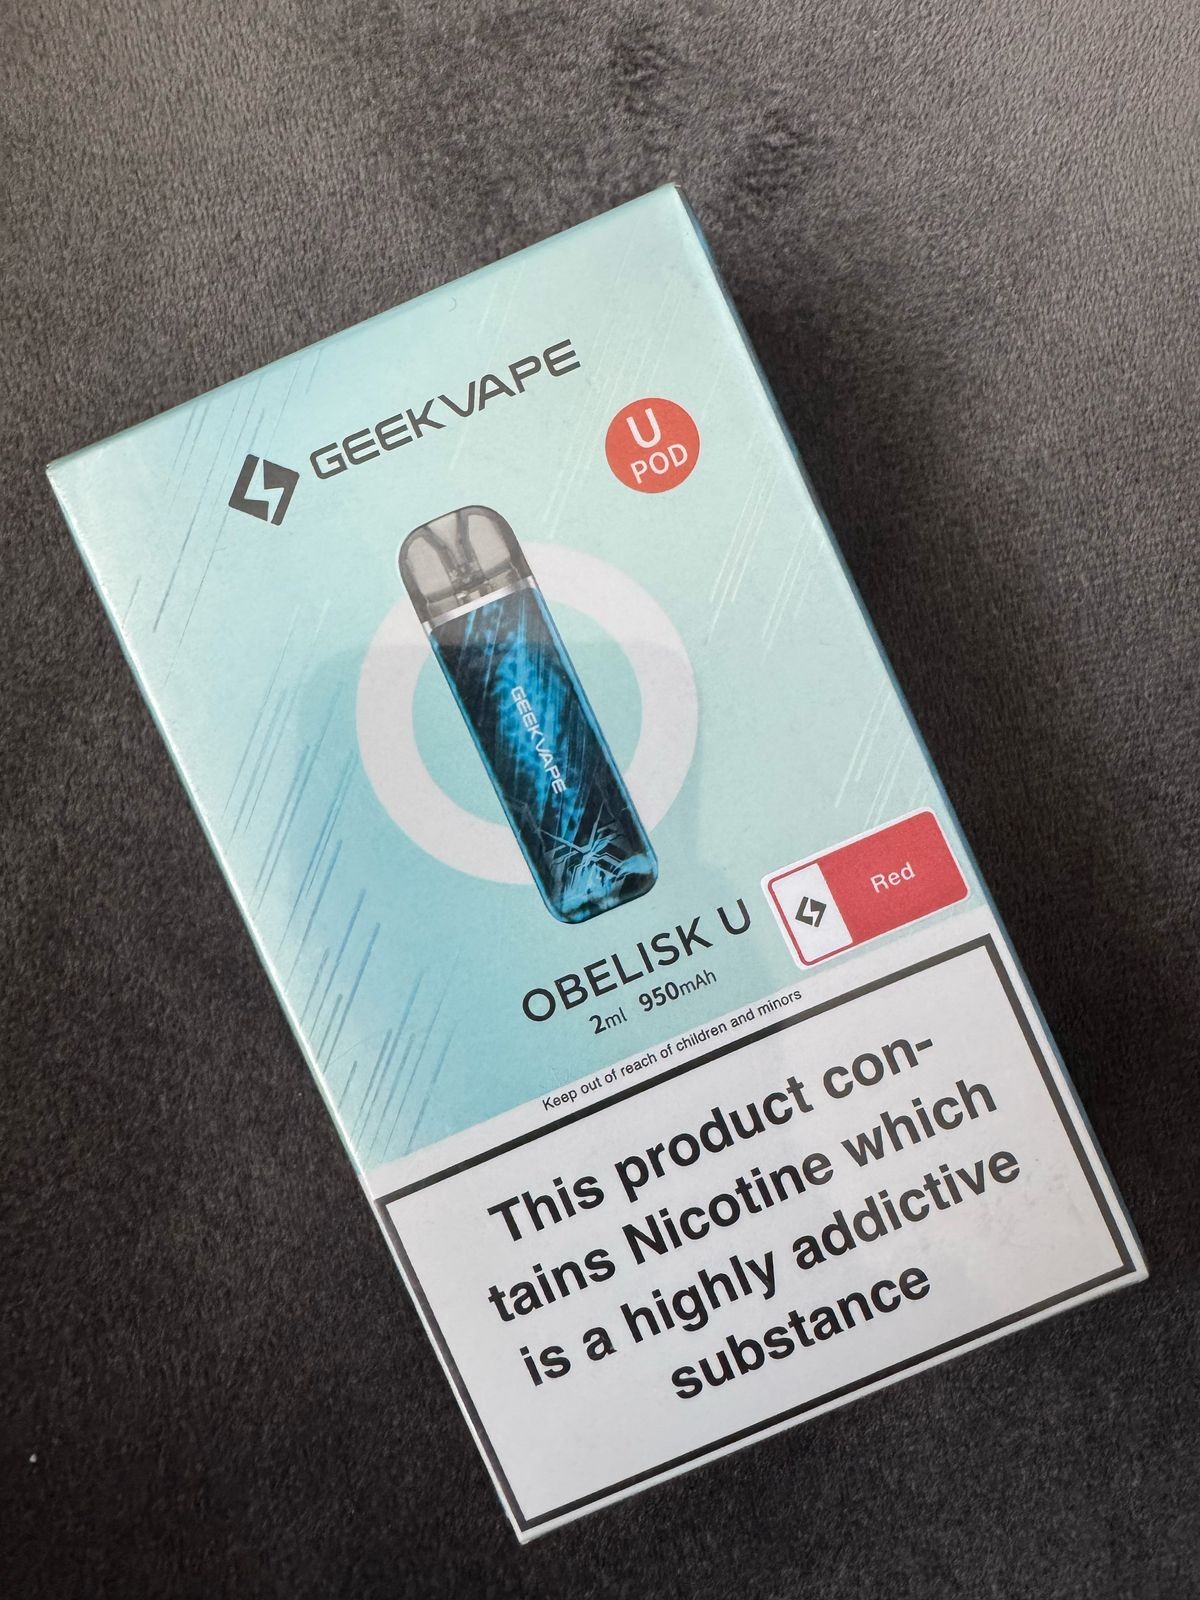 GEEKVAPE
U
POD
GEEKVAPE
Red
OBELISK U
2ml 950mAh
Keep out of reach of children and minors
This product con-
tains Nicotine which
is a highly addictive
substance